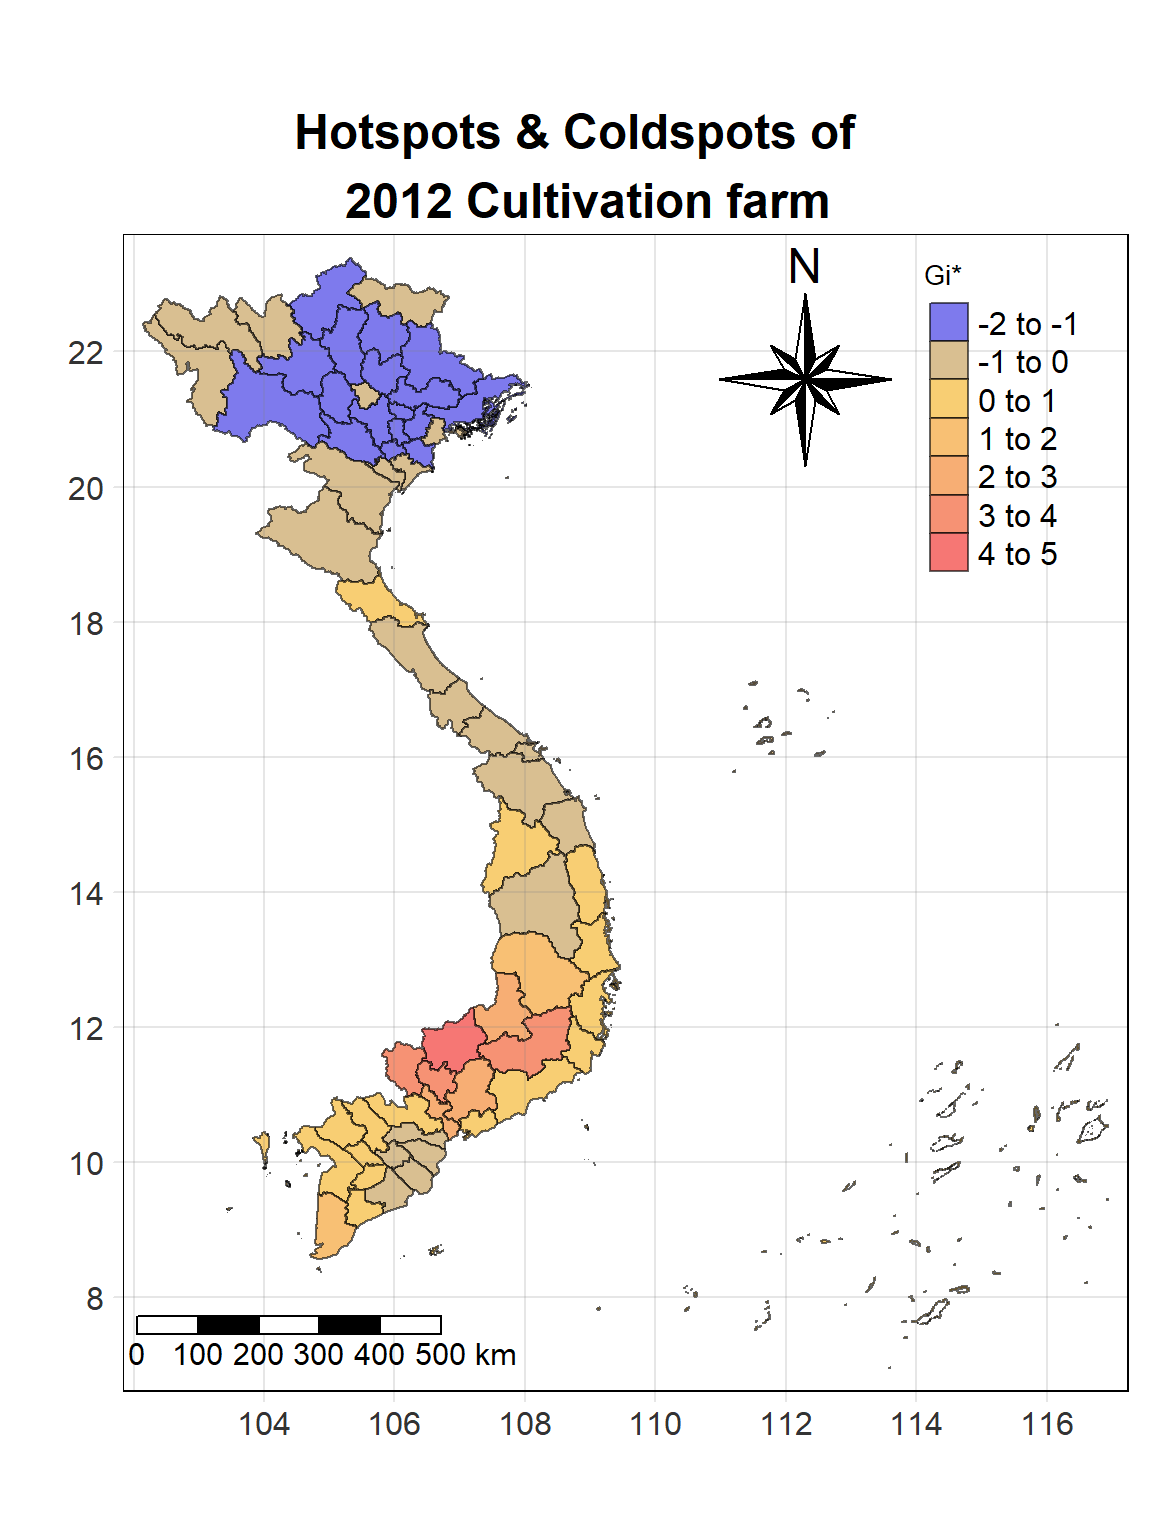 Hotspots & Coldspots of
2012 Cultivation farm
N
Gi*
-2 to -1
-1 to 0
0 to 1
1 to 2
2 to 3
3 to 4
4 to 5
22
20
18
16
14
12
10
8
0 100 200 300 400 500 km
104 106 108 110 112 114 116